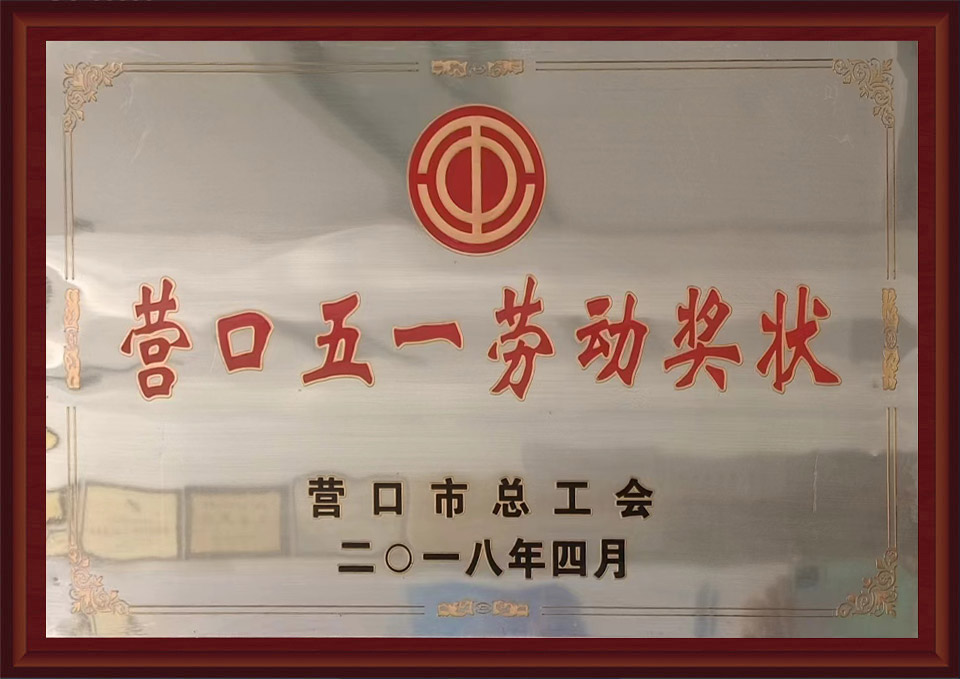 营口五一劳动奖状
营口市总工会
二〇一八年四月